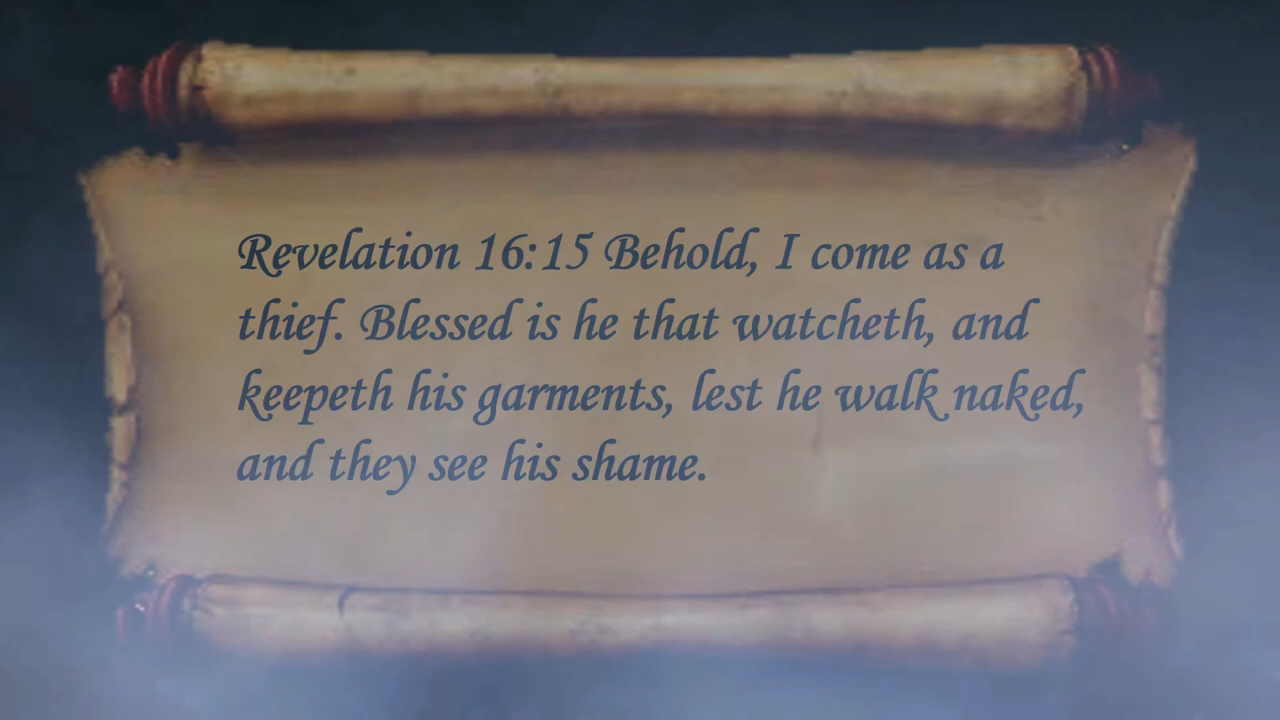 Revelation 16:15 Behold, I come as a
thief. Blessed is he that watcheth, and
keepeth his garments, lest he walk naked,
and they see his shame.